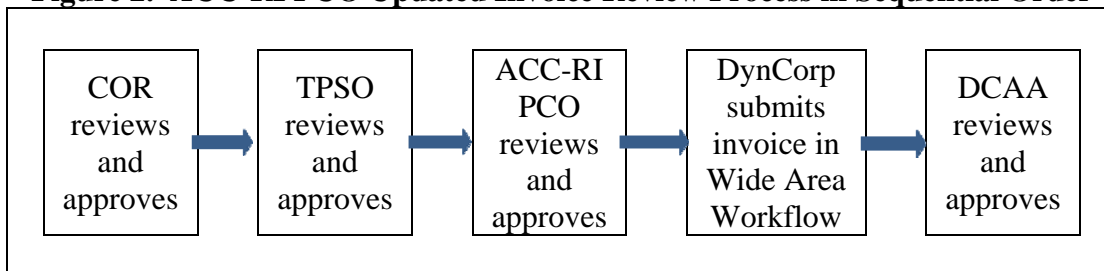 Figure 2. ACC-RI PCO Updated Invoice Review Process in Sequential Order
COR
reviews
and
approves
TPSO
reviews
and
approves
ACC-RI
PCO
reviews
and
approves
DynCorp
submits
invoice in
Wide Area
Workflow
DCAA
reviews
and
approves